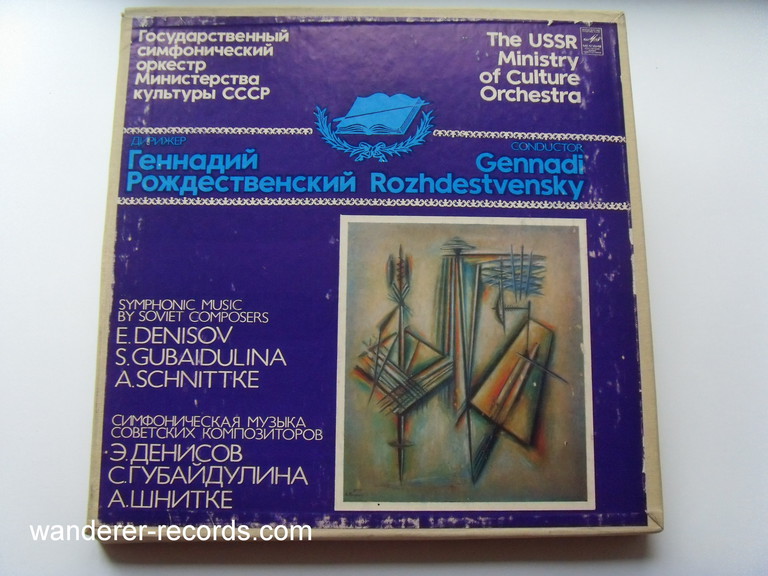 Государственный
симфонический
оркестр
Министерства
культуры СССР
The USSR
Ministry
of Culture
Orchestra
ДИРИЖЕР
Геннадий
Рождественский
CONDUCTOR
Gennadi
Rozhdestvensky
SYMPHONIC MUSIC
BY SOVIET COMPOSERS
E. DENISOV
S. GUBAIDULINA
A. SCHNITTKE
СИМФОНИЧЕСКАЯ МУЗЫКА
СОВЕТСКИХ КОМПОЗИТОРОВ
Э. ДЕНИСОВ
С. ГУБАЙДУЛИНА
А. ШНИТКЕ
wanderer-records.com